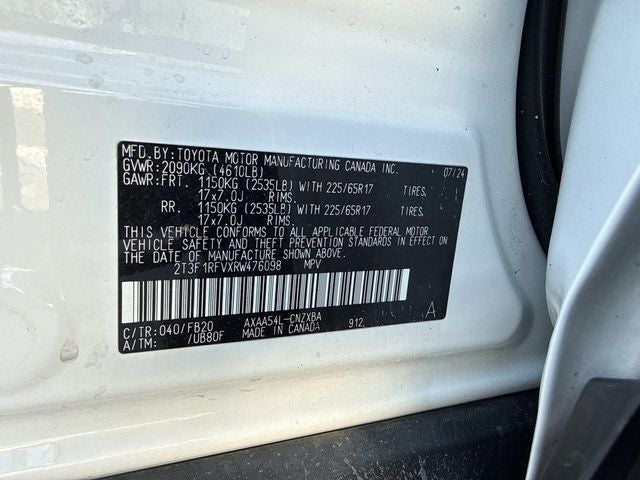 MFD.BY:TOYOTA MOTOR MANUFACTURING CANADA INC. 07/24
GVWR:2090KG (4610LB)
GAWR:FRT. 1150KG (2535LB) WITH 225/65R17 TIRES,
17x7.0J RIMS.
RR. 1150KG (2535LB) WITH 225/65R17 TIRES,
17x7.0J RIMS.
THIS VEHICLE CONFORMS TO ALL APPLICABLE FEDERAL MOTOR
VEHICLE SAFETY AND THEFT PREVENTION STANDARDS IN EFFECT ON
THE DATE OF MANUFACTURE SHOWN ABOVE.
2T3F1RFVXRW476098 MPV
C/TR:040/FB20 AXAA54L-CNZXBA A
A/TM: /UB80F MADE IN CANADA 912